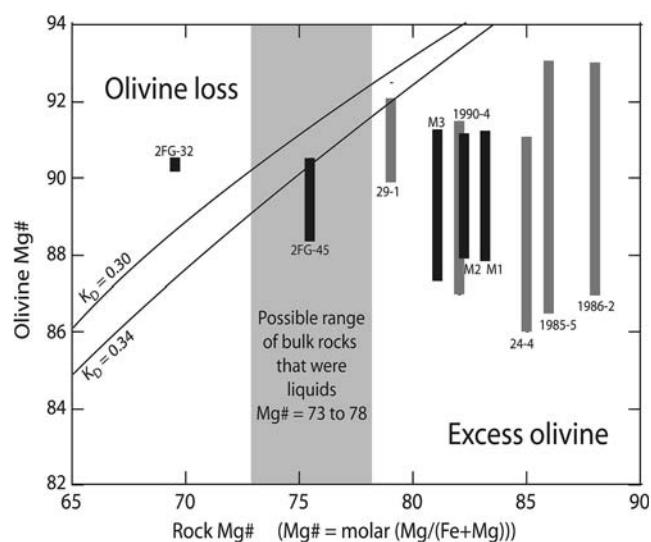 94
92
90
88
86
84
82
Olivine Mg#
Olivine loss
2FG-32
K_D = 0.30
K_D = 0.34
2FG-45
Possible range
of bulk rocks
that were
liquids
Mg# = 73 to 78
29-1
M3
1990-4
M2
M1
24-4
1985-5
1986-2
Excess olivine
65
70
75
80
85
90
Rock Mg# (Mg# = molar (Mg/(Fe+Mg)))